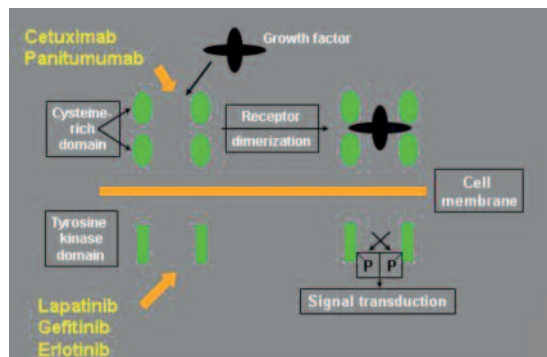 Cetuximab
Panitumumab
Growth factor
Cysteine-
rich
domain
Receptor
dimerization
Cell
membrane
Tyrosine
kinase
domain
P P
Signal transduction
Lapatinib
Gefitinib
Erlotinib